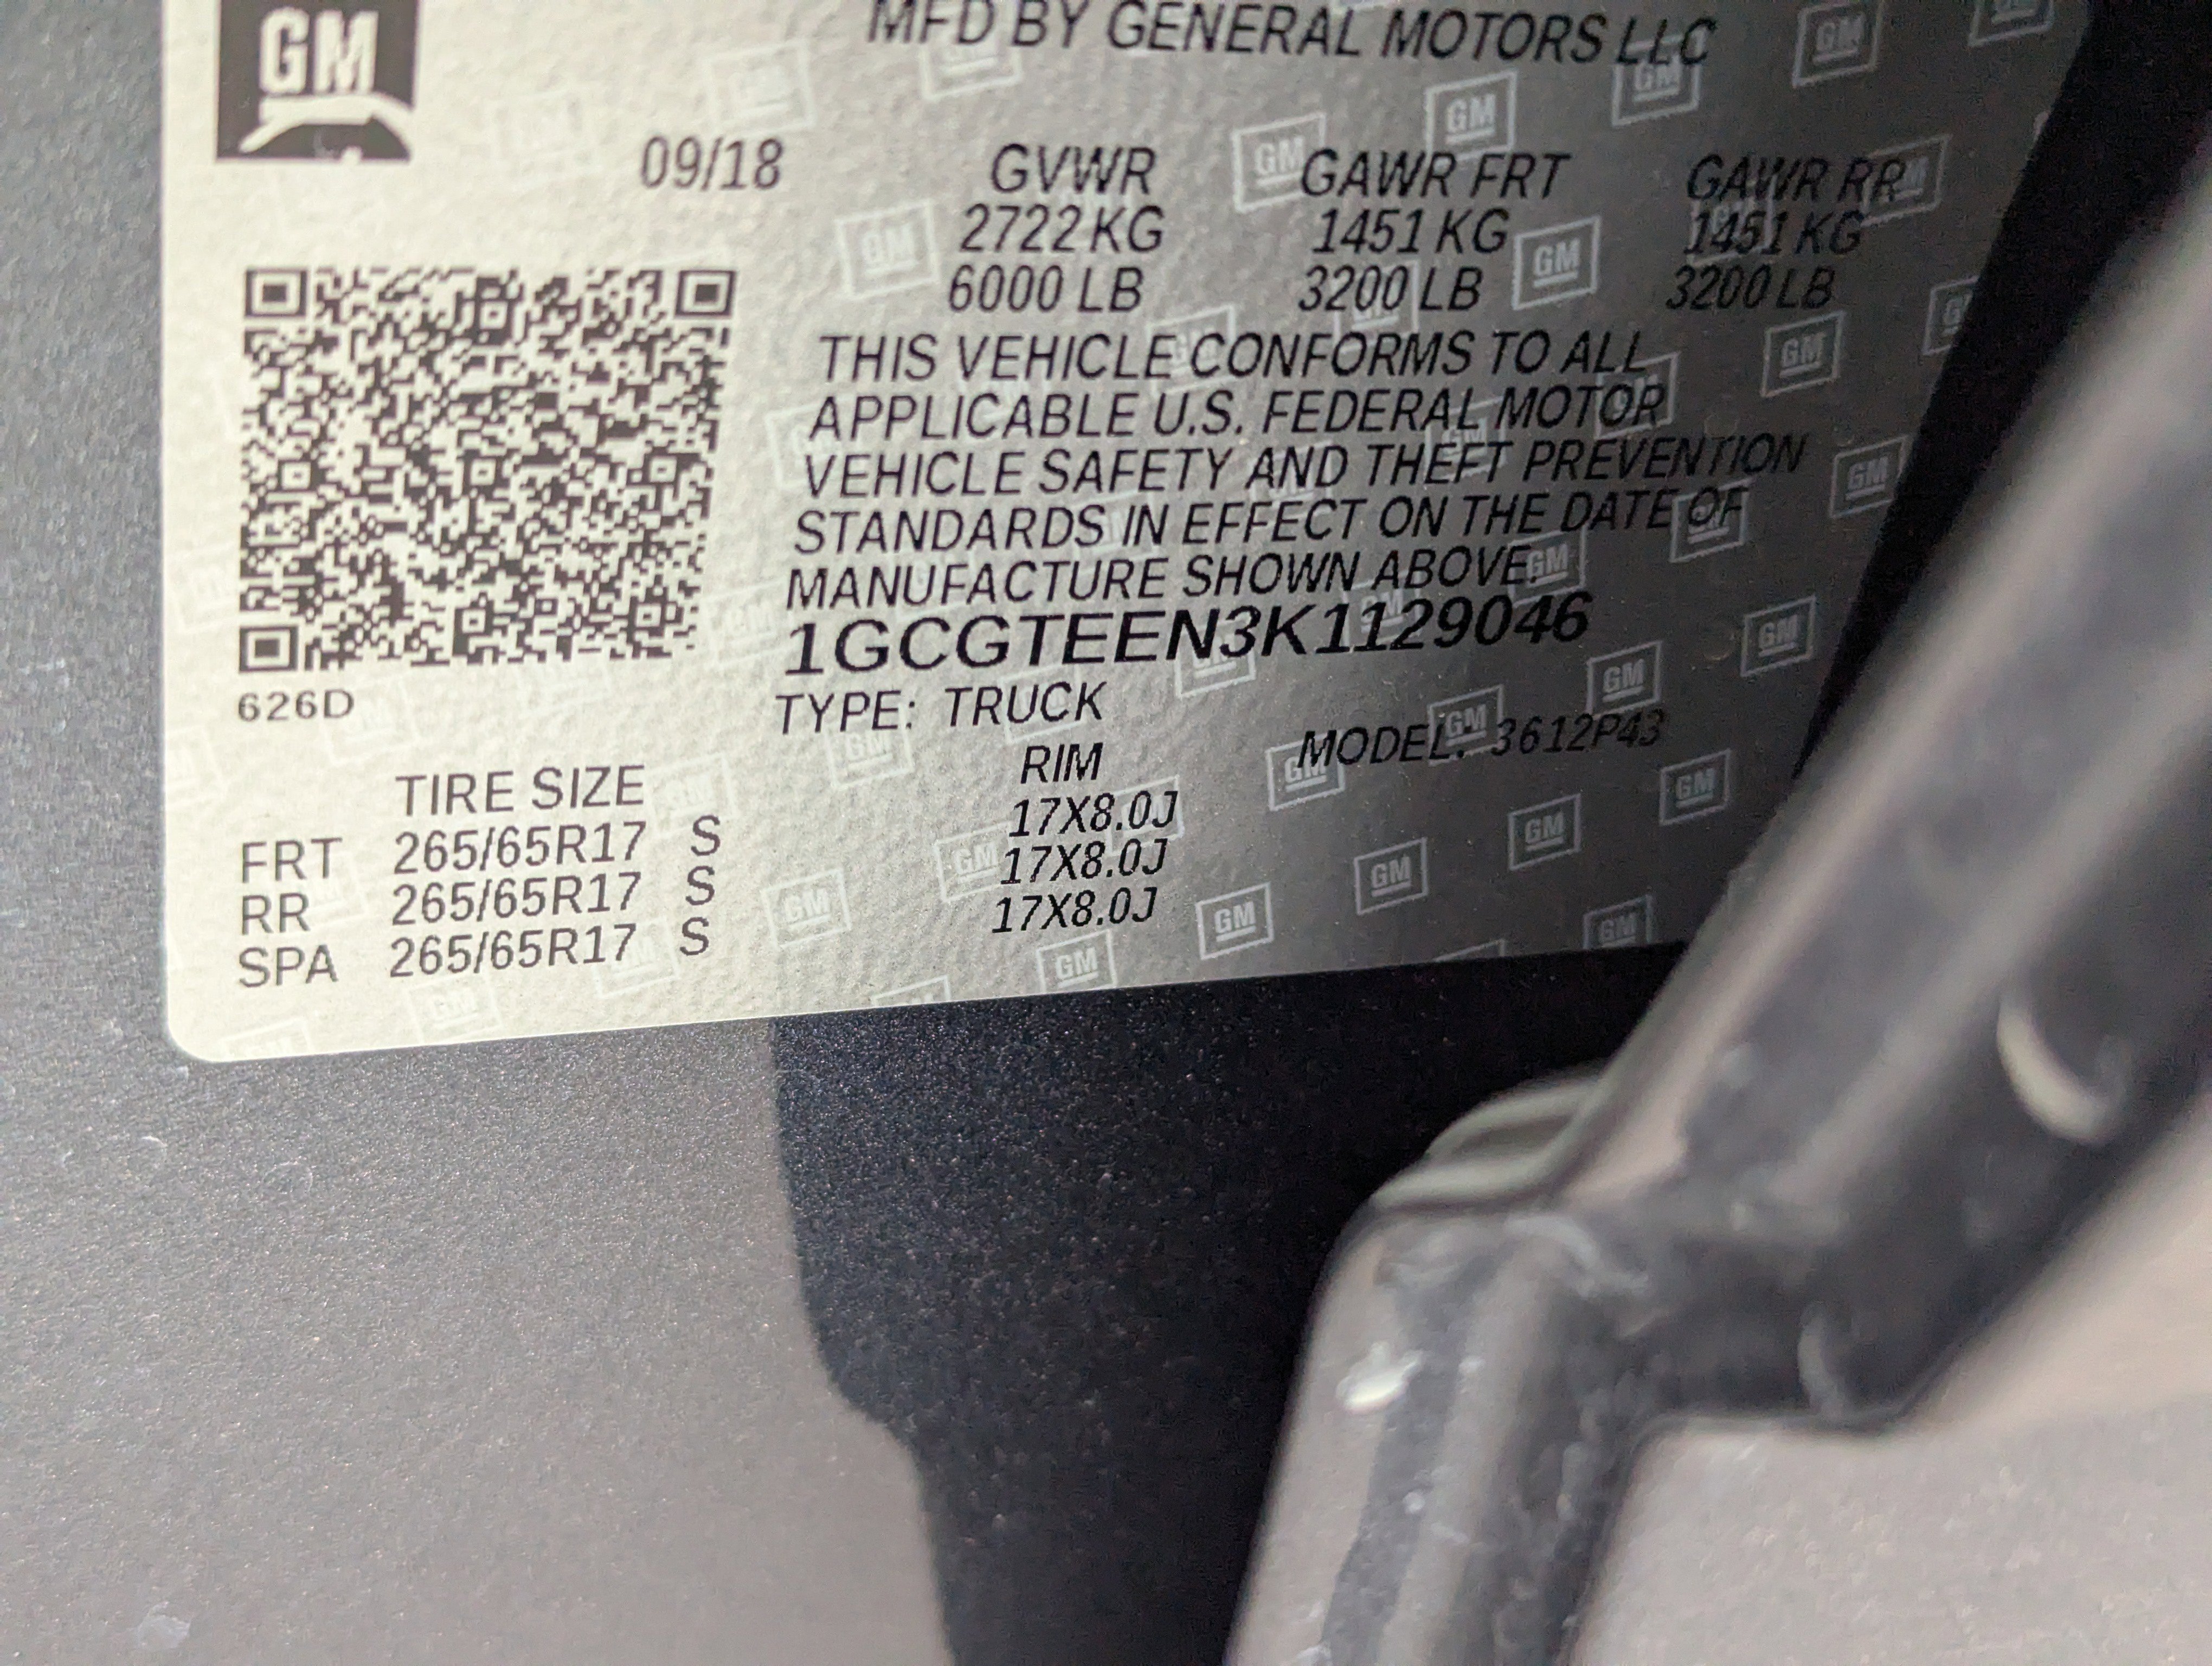 GM
MFD BY GENERAL MOTORS LLC
09/18 GVWR GAWR FRT GAWR RR
2722KG 1451 KG 1451 KG
6000 LB 3200 LB 3200 LB
THIS VEHICLE CONFORMS TO ALL
APPLICABLE U.S. FEDERAL MOTOR
VEHICLE SAFETY AND THEFT PREVENTION
STANDARDS IN EFFECT ON THE DATE OF
MANUFACTURE SHOWN ABOVE.
1GCGTEEN3K1129046
626D
TYPE: TRUCK
MODEL: 3612P43
TIRE SIZE RIM
FRT 265/65R17 S 17X8.0J
RR 265/65R17 S 17X8.0J
SPA 265/65R17 S 17X8.0J